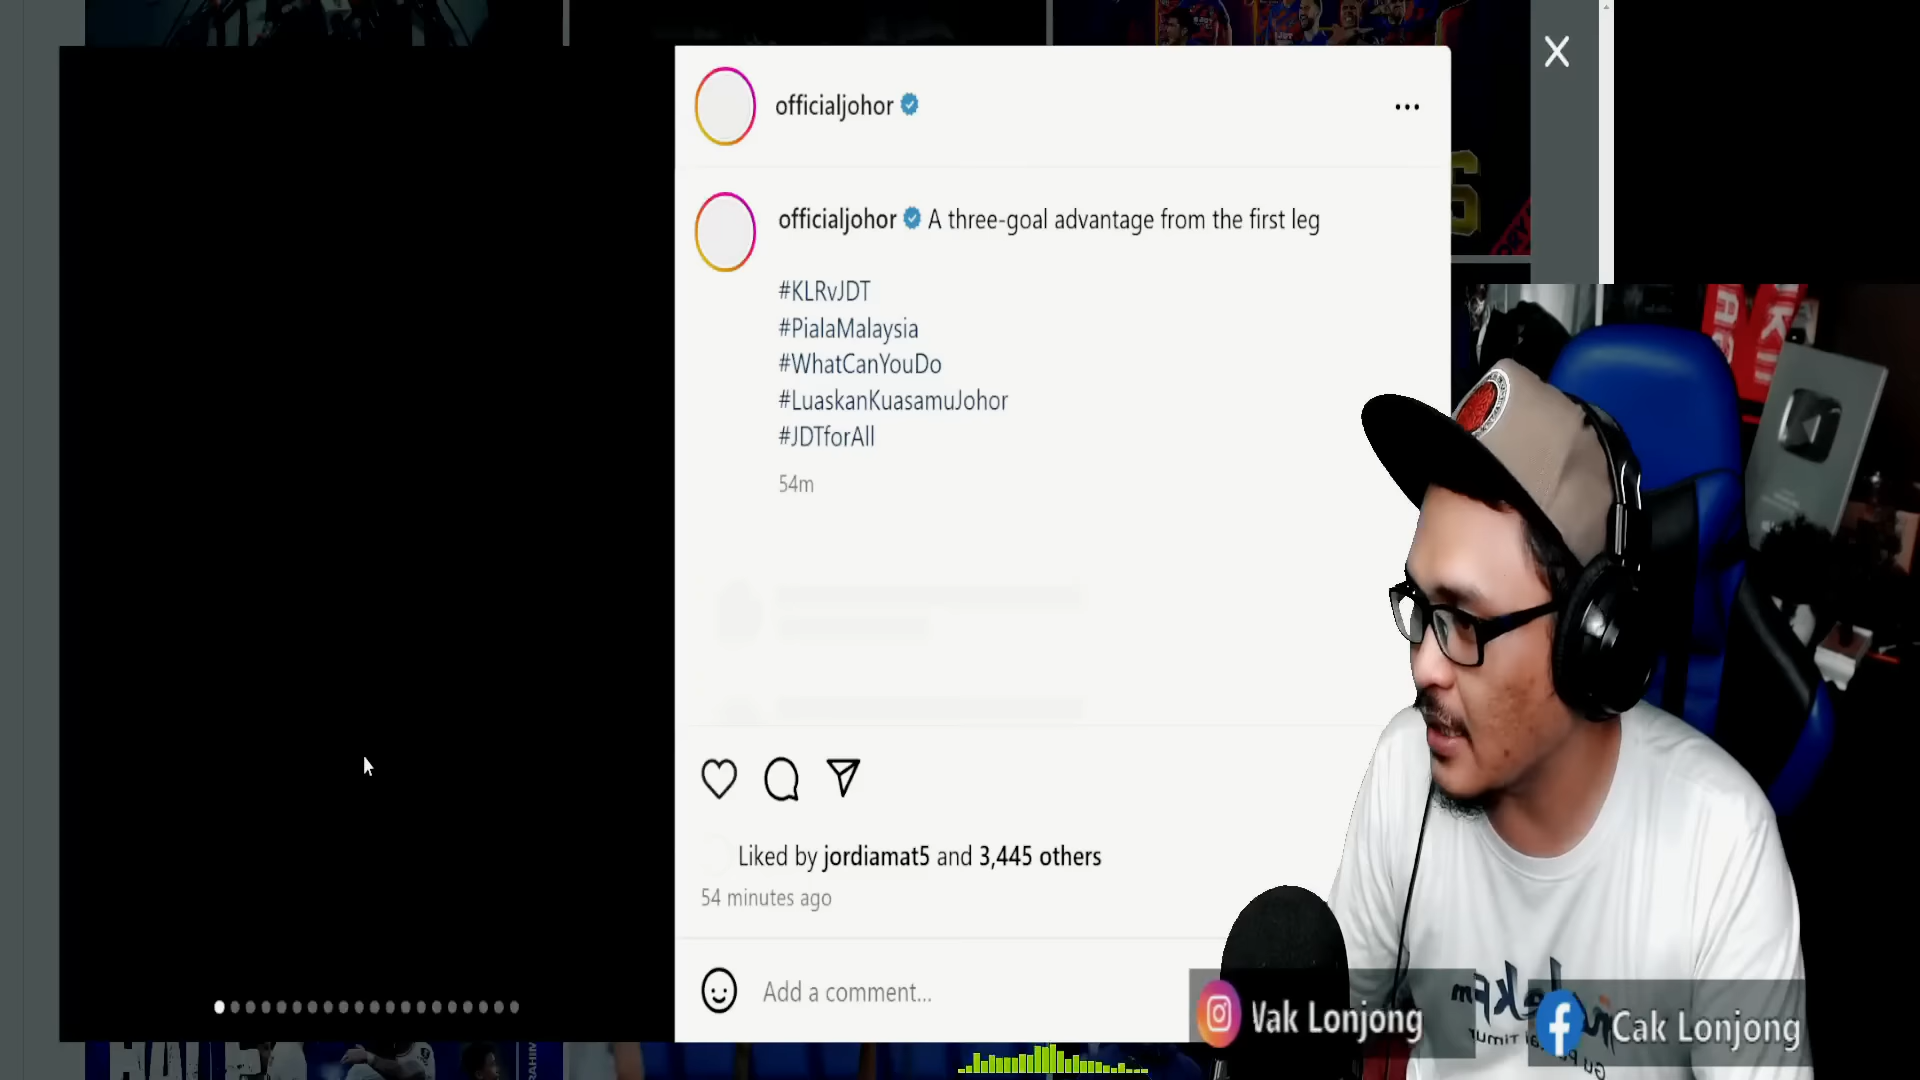 officialjohor
officialjohor A three-goal advantage from the first leg
#KLRvJDT
#PialaMalaysia
#WhatCanYouDo
#LuaskanKuasamuJohor
#JDTforAll
54m
Liked by jordiamat5 and 3,445 others
54 minutes ago
Add a comment...
Vak Lonjong
Cak Lonjong